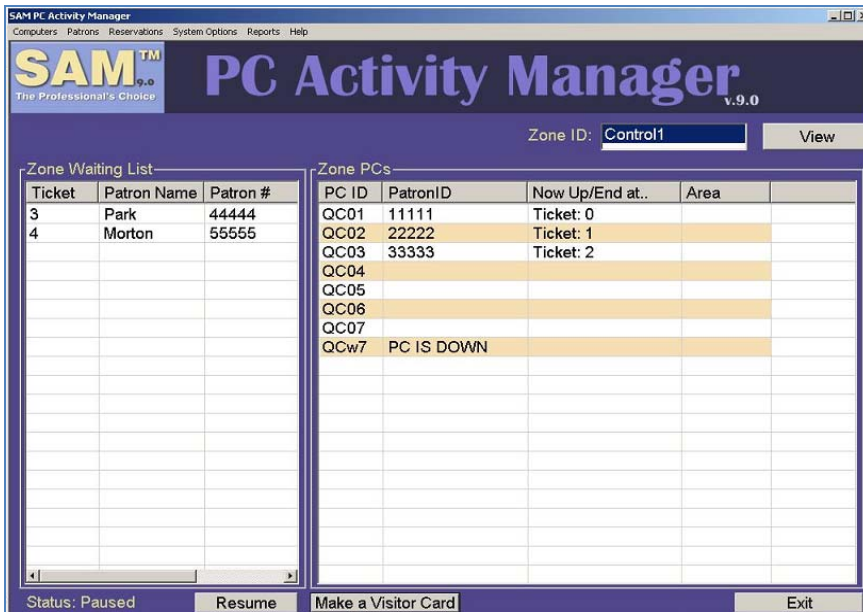 SAM PC Activity Manager
Computers Patrons Reservations System Options Reports Help
SAM™ 9.0
The Professional's Choice
PC Activity Manager v.9.0
Zone ID: Control1 View
Zone Waiting List
Ticket Patron Name Patron #
3 Park 44444
4 Morton 55555
Zone PCs
PC ID PatronID Now Up/End at.. Area
QC01 11111 Ticket: 0
QC02 22222 Ticket: 1
QC03 33333 Ticket: 2
QC04
QC05
QC06
QC07
QCw7 PC IS DOWN
Status: Paused Resume Make a Visitor Card Exit